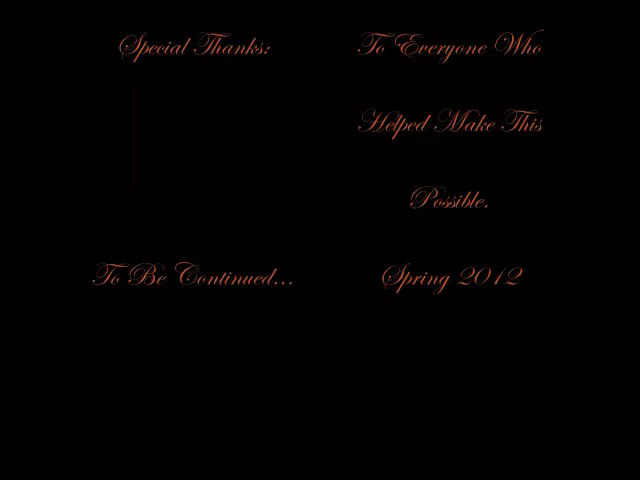 Special Thanks: To Everyone Who
Helped Make This
Possible.
To Be Continued... Spring 2012